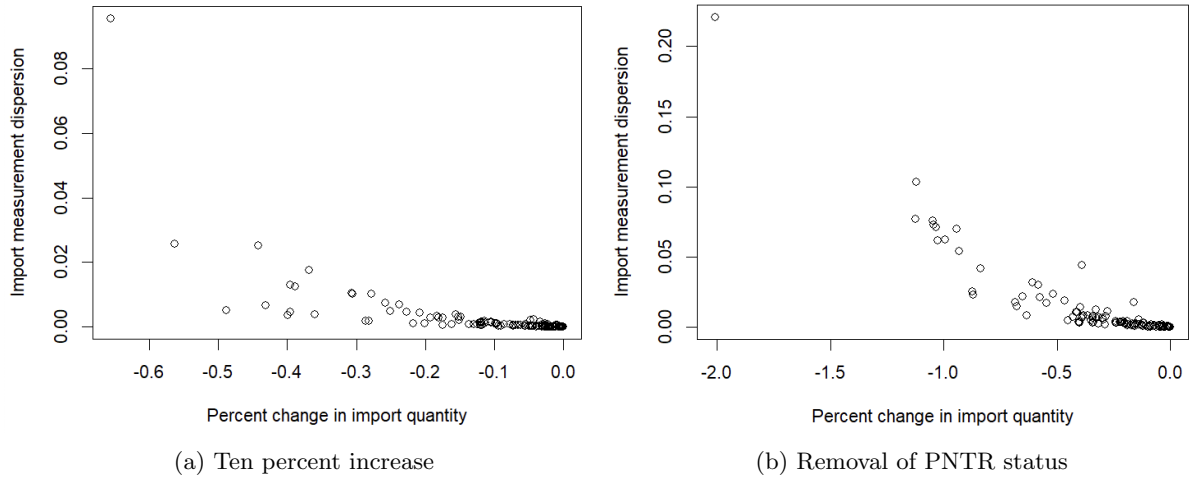 Import measurement dispersion
0.08
0.06
0.04
0.02
0.00
-0.6 -0.5 -0.4 -0.3 -0.2 -0.1 0.0
Percent change in import quantity
(a) Ten percent increase
Import measurement dispersion
0.20
0.15
0.10
0.05
0.00
-2.0 -1.5 -1.0 -0.5 0.0
Percent change in import quantity
(b) Removal of PNTR status